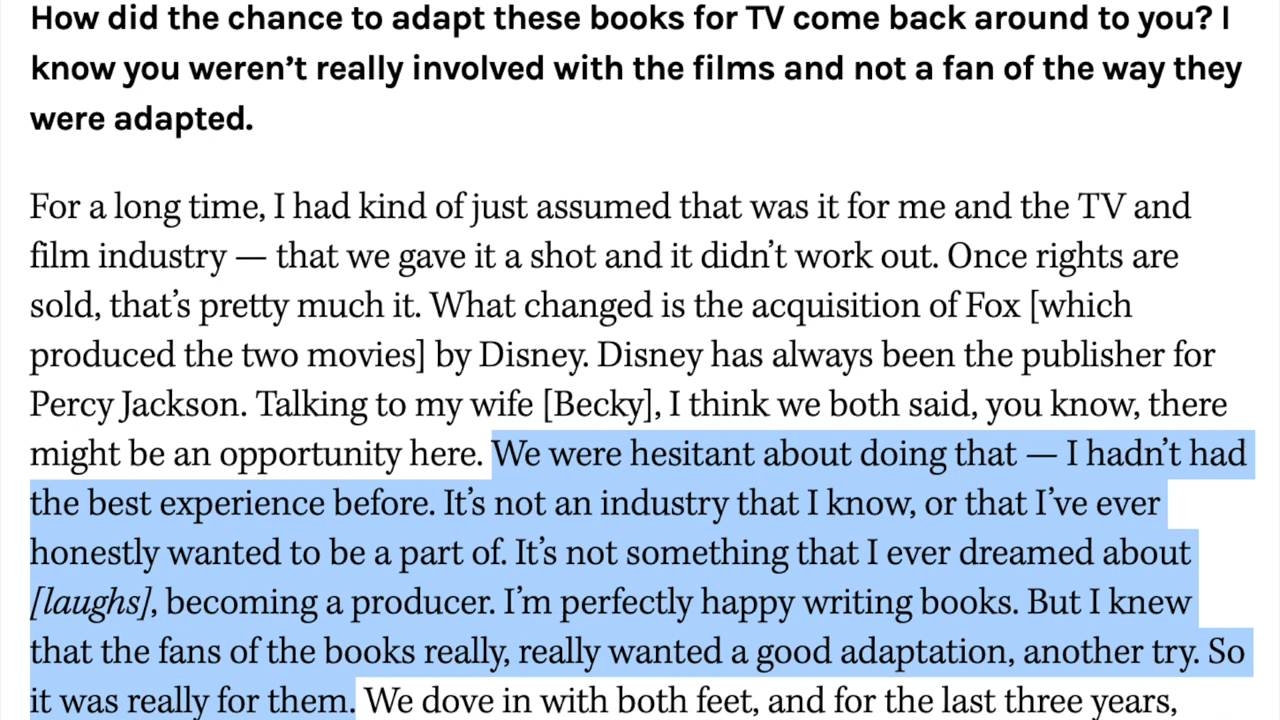 How did the chance to adapt these books for TV come back around to you? I
know you weren’t really involved with the films and not a fan of the way they
were adapted.
For a long time, I had kind of just assumed that was it for me and the TV and
film industry — that we gave it a shot and it didn’t work out. Once rights are
sold, that’s pretty much it. What changed is the acquisition of Fox [which
produced the two movies] by Disney. Disney has always been the publisher for
Percy Jackson. Talking to my wife [Becky], I think we both said, you know, there
might be an opportunity here. We were hesitant about doing that — I hadn’t had
the best experience before. It’s not an industry that I know, or that I’ve ever
honestly wanted to be a part of. It’s not something that I ever dreamed about
[laughs], becoming a producer. I’m perfectly happy writing books. But I knew
that the fans of the books really, really wanted a good adaptation, another try. So
it was really for them. We dove in with both feet, and for the last three years,